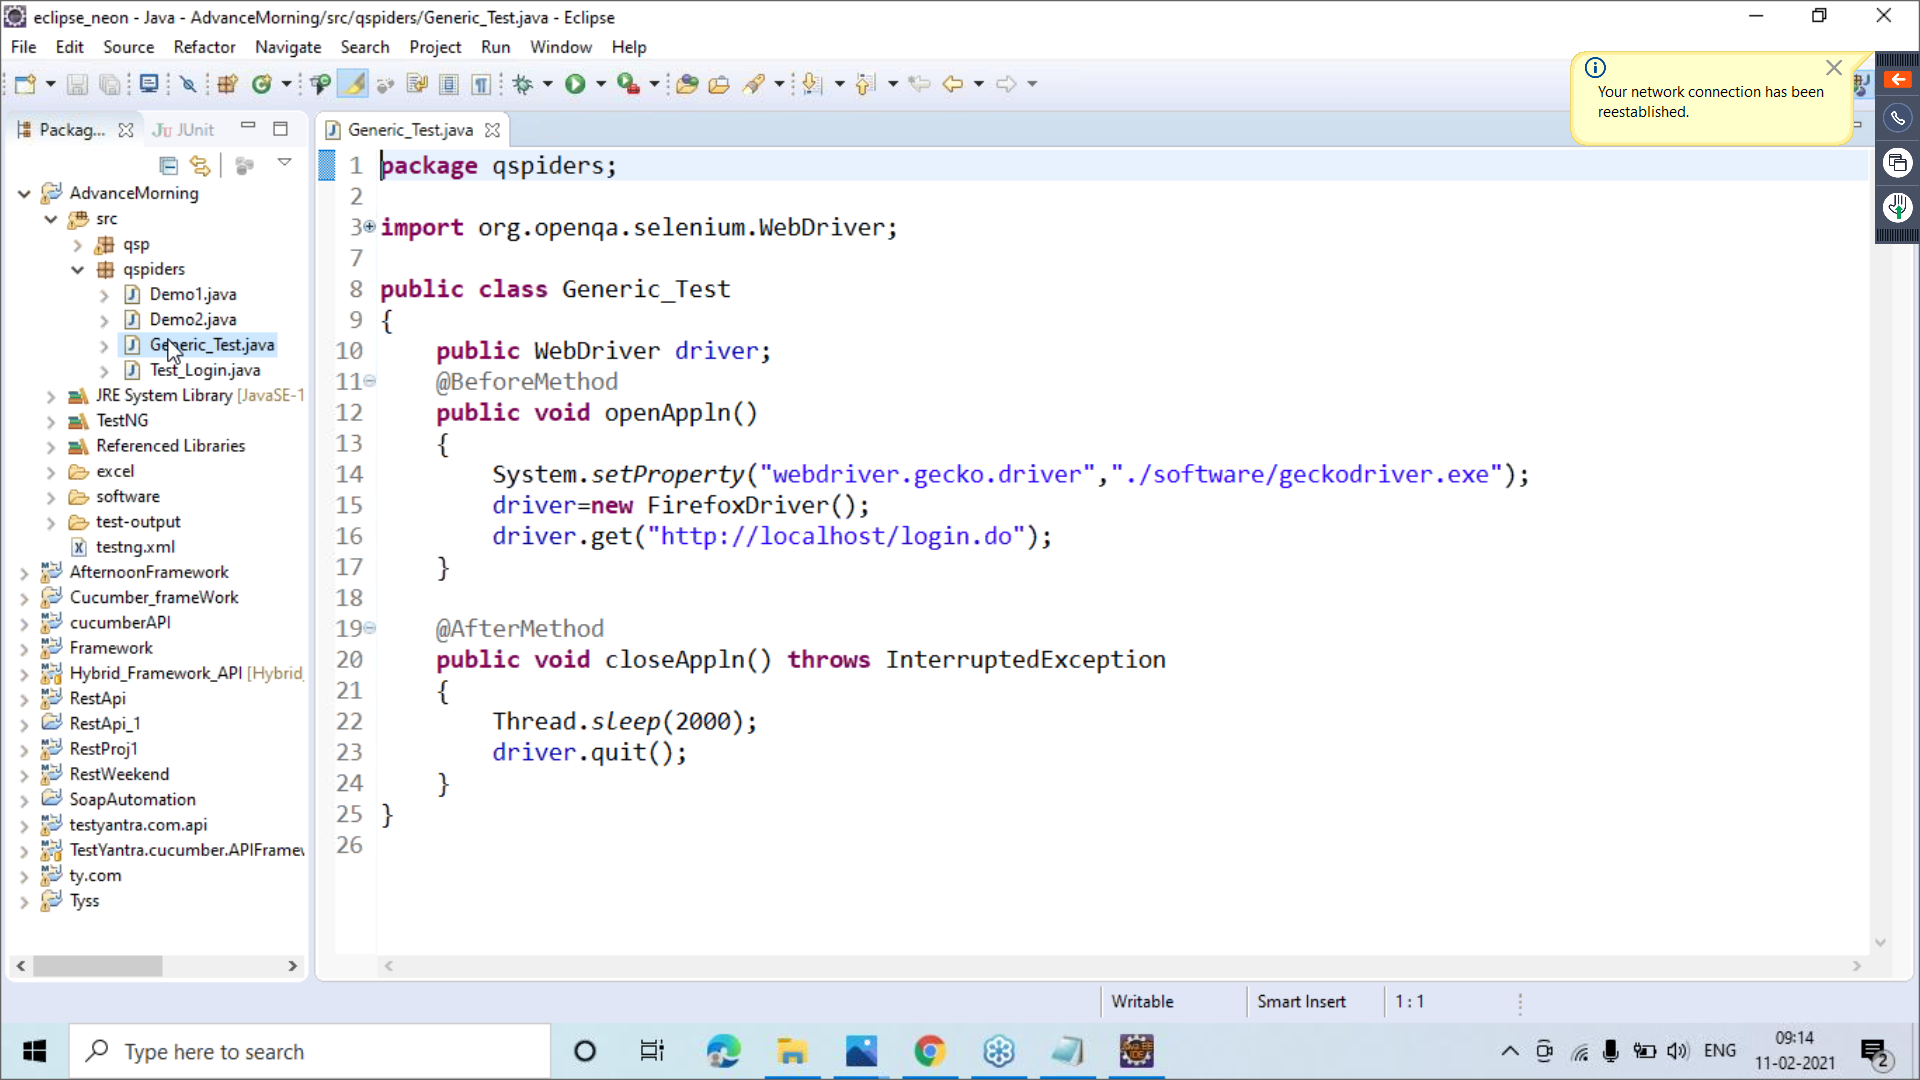 eclipse_neon - Java - AdvanceMorning/src/qspiders/Generic_Test.java - Eclipse
File Edit Source Refactor Navigate Search Project Run Window Help
Your network connection has been
reestablished.
Packag... JUnit
Generic_Test.java
AdvanceMorning
src
qsp
qspiders
Demo1.java
Demo2.java
Generic_Test.java
Test_Login.java
JRE System Library [JavaSE-1
TestNG
Referenced Libraries
excel
software
test-output
testng.xml
AfternoonFramework
Cucumber_frameWork
cucumberAPI
Framework
Hybrid_Framework_API [Hybrid_
RestApi
RestApi_1
RestProj1
RestWeekend
SoapAutomation
testyantra.com.api
TestYantra.cucumber.APIFramew
ty.com
Tyss
1 package qspiders;
2
3 import org.openqa.selenium.WebDriver;
7
8 public class Generic_Test
9 {
10 public WebDriver driver;
11 @BeforeMethod
12 public void openAppln()
13 {
14 System.setProperty("webdriver.gecko.driver","./software/geckodriver.exe");
15 driver=new FirefoxDriver();
16 driver.get("http://localhost/login.do");
17 }
18
19 @AfterMethod
20 public void closeAppln() throws InterruptedException
21 {
22 Thread.sleep(2000);
23 driver.quit();
24 }
25 }
26
Writable Smart Insert 1 : 1
Type here to search
ENG
09:14
11-02-2021
2